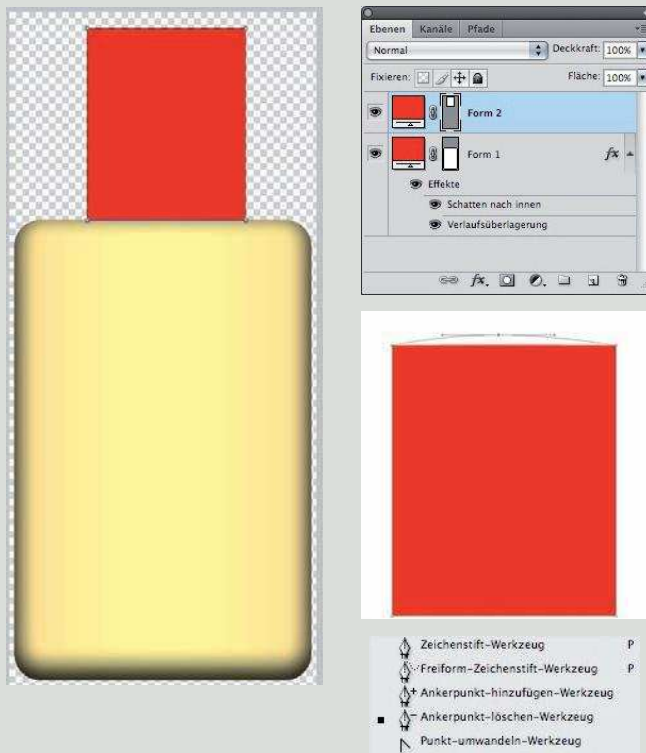 Ebenen Kanäle Pfade
Normal Deckkraft: 100%
Fixieren: Fläche: 100%
Form 2
Form 1 fx
Effekte
Schatten nach innen
Verlaufsüberlagerung
fx.
Zeichenstift-Werkzeug P
Freiform-Zeichenstift-Werkzeug P
Ankerpunkt-hinzufügen-Werkzeug
Ankerpunkt-löschen-Werkzeug
Punkt-umwandeln-Werkzeug